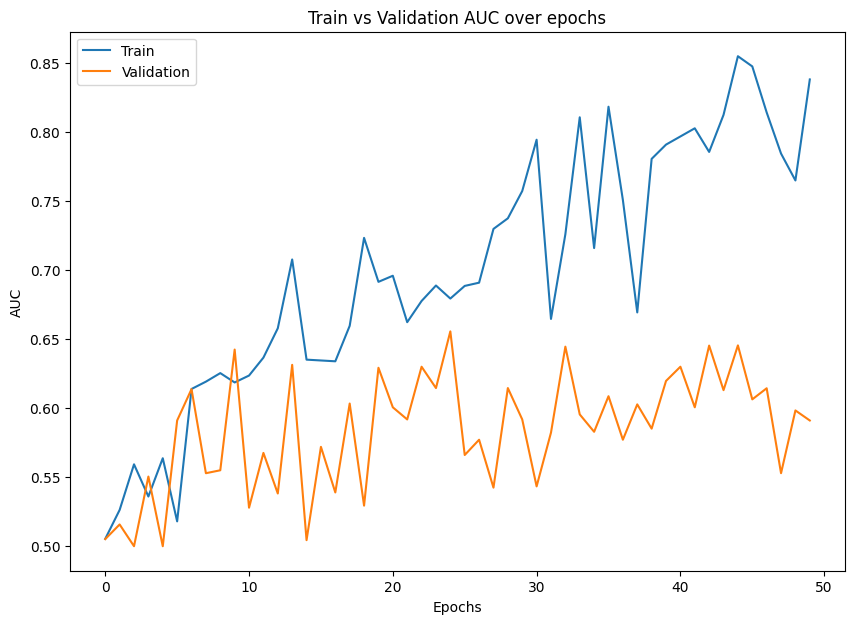 Train vs Validation AUC over epochs
Train
Validation
AUC
0.85
0.80
0.75
0.70
0.65
0.60
0.55
0.50
0 10 20 30 40 50
Epochs